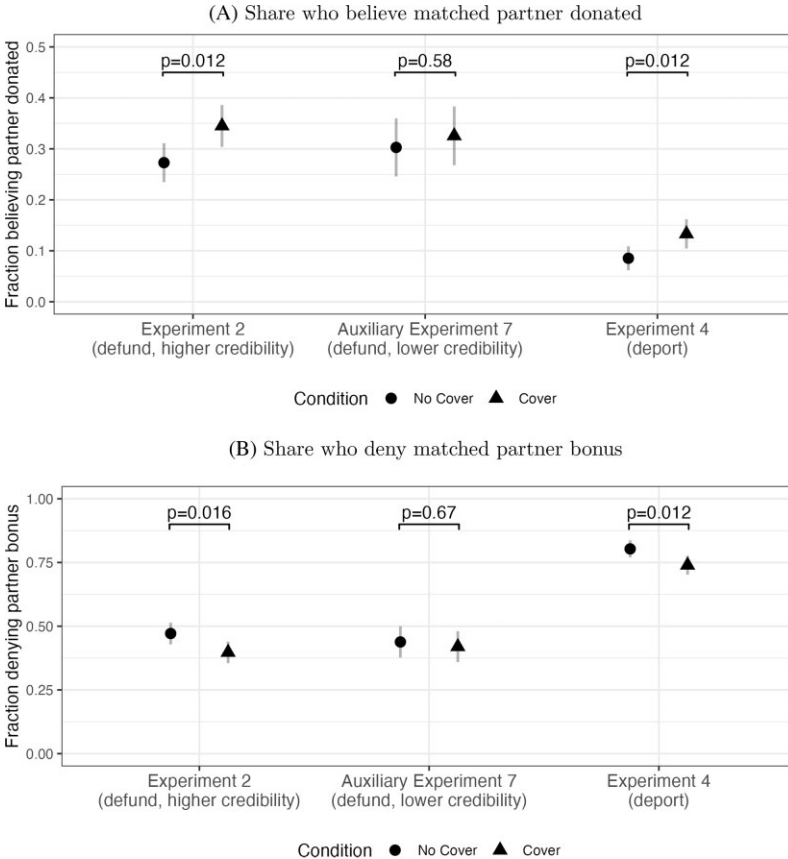 (A) Share who believe matched partner donated
Fraction believing partner donated
0.5
0.4
0.3
0.2
0.1
0.0
p=0.012
p=0.58
p=0.012
Experiment 2
(defund, higher credibility)
Auxiliary Experiment 7
(defund, lower credibility)
Experiment 4
(deport)
Condition No Cover Cover
(B) Share who deny matched partner bonus
Fraction denying partner bonus
1.00
0.75
0.50
0.25
0.00
p=0.016
p=0.67
p=0.012
Experiment 2
(defund, higher credibility)
Auxiliary Experiment 7
(defund, lower credibility)
Experiment 4
(deport)
Condition No Cover Cover